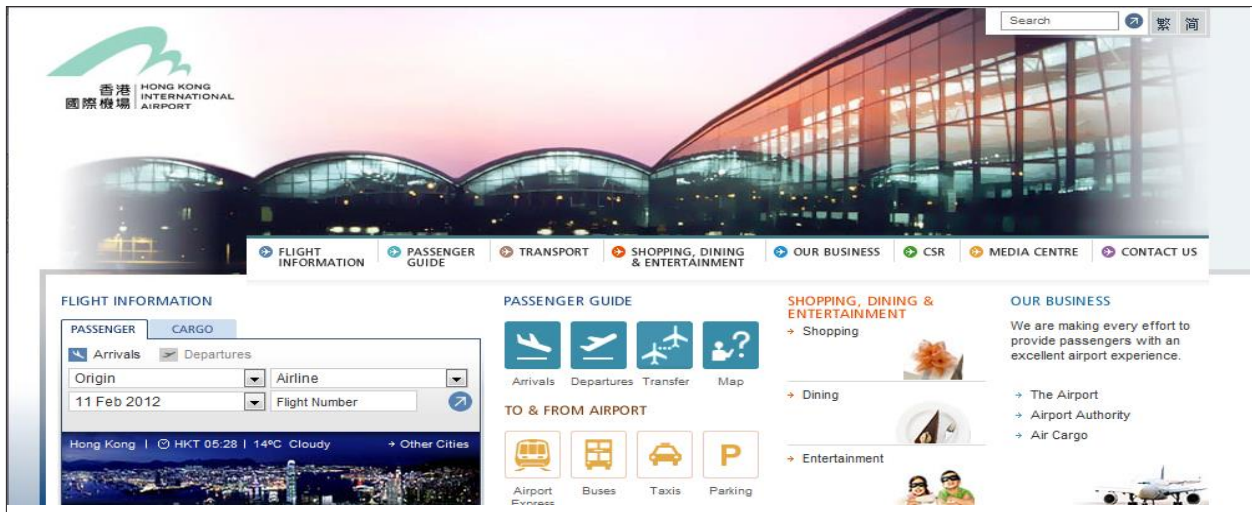 Search
繁 简
香港 國際機場
HONG KONG INTERNATIONAL AIRPORT
FLIGHT INFORMATION
PASSENGER GUIDE
TRANSPORT
SHOPPING, DINING & ENTERTAINMENT
OUR BUSINESS
CSR
MEDIA CENTRE
CONTACT US
FLIGHT INFORMATION
PASSENGER CARGO
Arrivals Departures
Origin Airline
11 Feb 2012 Flight Number
Hong Kong | HKT 05:28 | 14ºC Cloudy Other Cities
PASSENGER GUIDE
Arrivals Departures Transfer Map
TO & FROM AIRPORT
P
Airport Express Buses Taxis Parking
SHOPPING, DINING & ENTERTAINMENT
Shopping
Dining
Entertainment
OUR BUSINESS
We are making every effort to
provide passengers with an
excellent airport experience.
The Airport
Airport Authority
Air Cargo